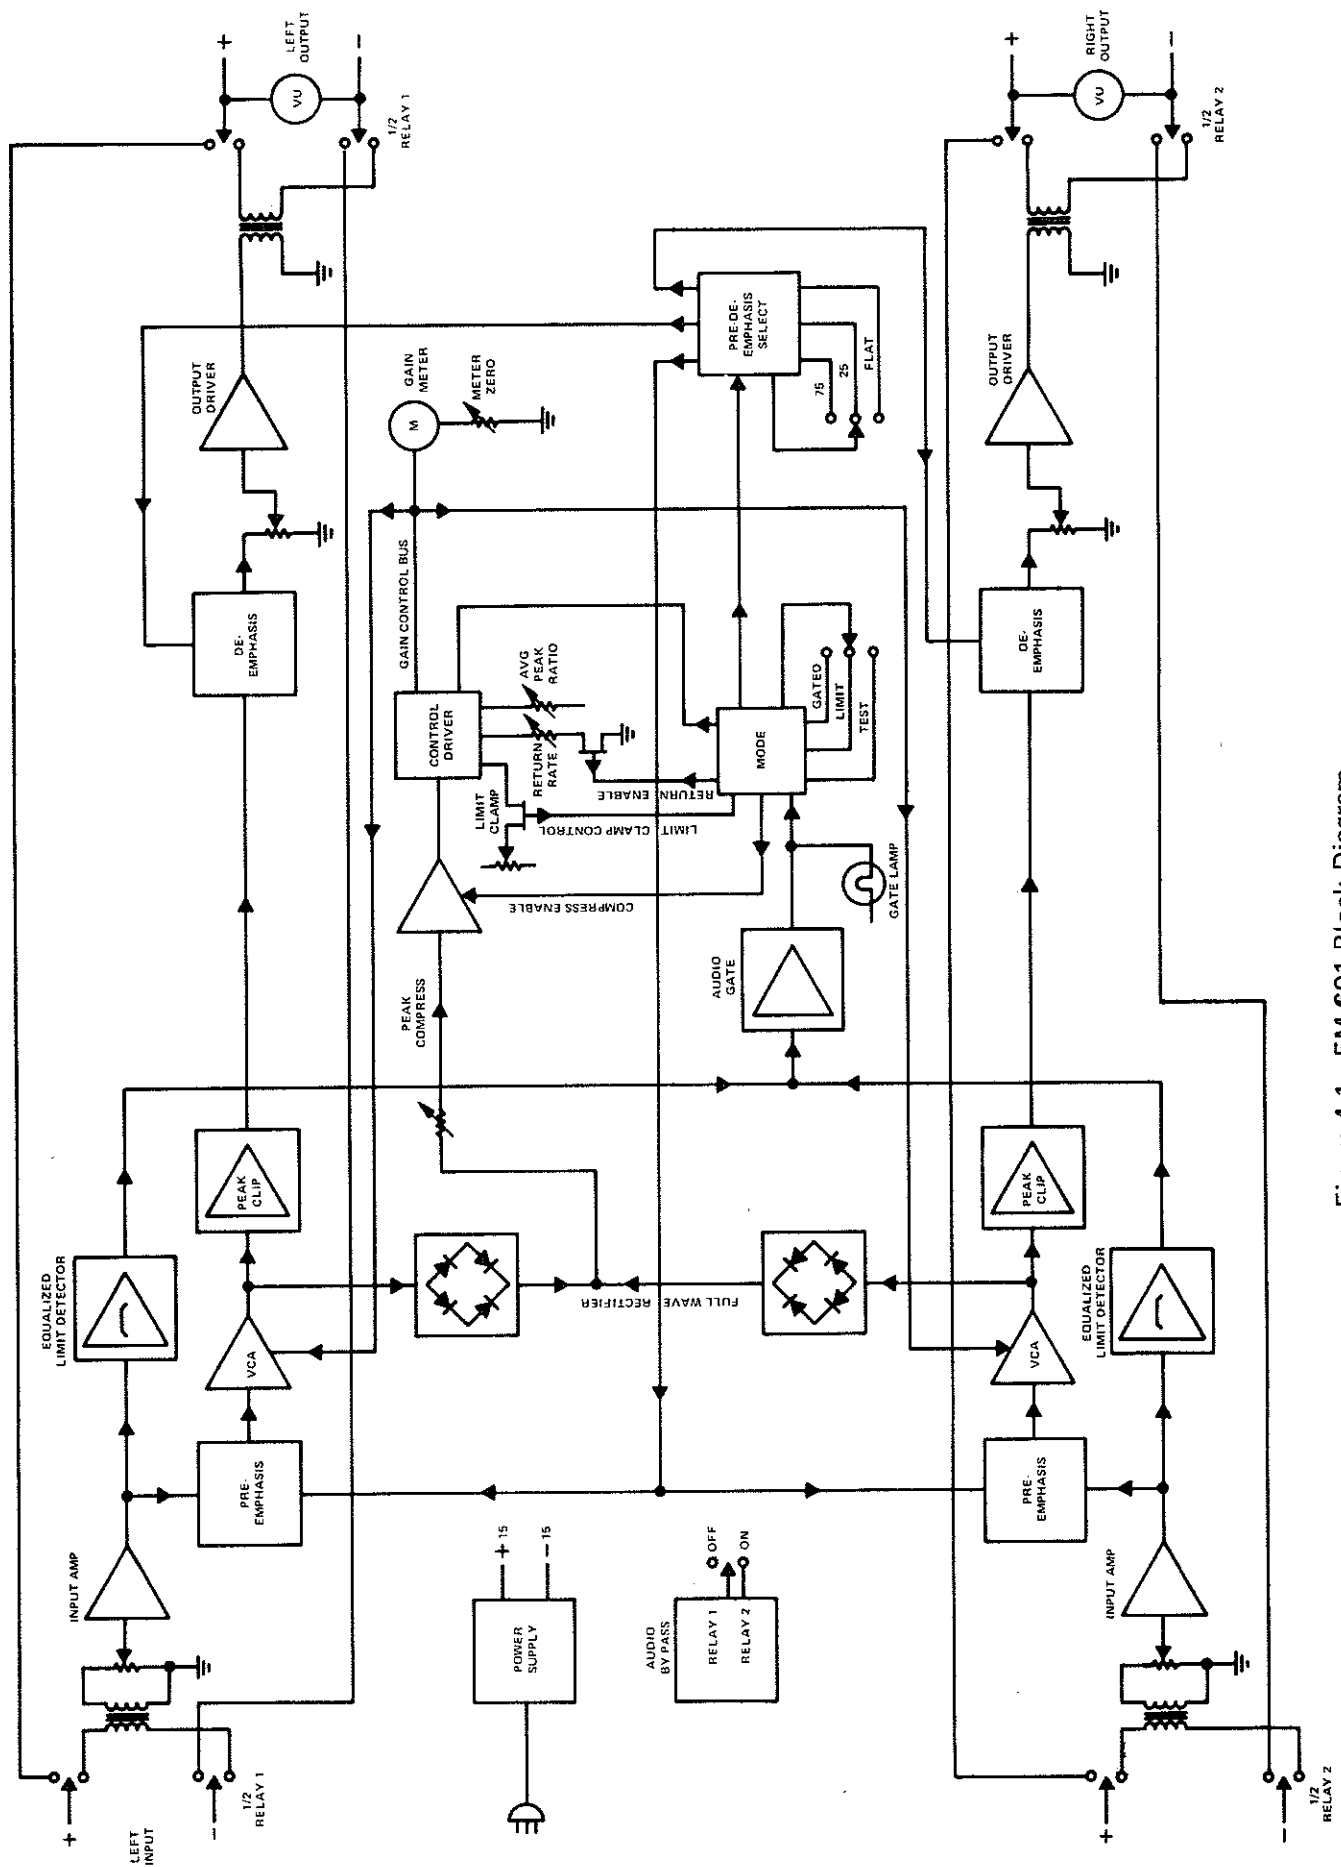 LEFT
INPUT
+
−
1/2
RELAY 1
INPUT AMP
EQUALIZED
LIMIT DETECTOR
PRE-
EMPHASIS
VCA
PEAK
CLIP
DE-
EMPHASIS
OUTPUT
DRIVER
+
−
VU
LEFT
OUTPUT
1/2
RELAY 1
POWER
SUPPLY
+ 15
− 15
AUDIO
BY PASS
RELAY 1
RELAY 2
OFF
ON
FULL WAVE RECTIFIER
PEAK
COMPRESS
COMPRESS ENABLE
LIMIT CLAMP CONTROL
LIMIT
CLAMP
RETURN ENABLE
RETURN
RATE
AVG
PEAK
RATIO
CONTROL
DRIVER
GAIN CONTROL BUS
M
GAIN
METER
METER
ZERO
AUDIO
GATE
GATE LAMP
MODE
GATED
LIMIT
TEST
PRE-DE-
EMPHASIS
SELECT
75
25
FLAT
+
−
1/2
RELAY 2
INPUT AMP
PRE-
EMPHASIS
VCA
EQUALIZED
LIMIT DETECTOR
PEAK
CLIP
DE-
EMPHASIS
OUTPUT
DRIVER
+
−
VU
RIGHT
OUTPUT
1/2
RELAY 2